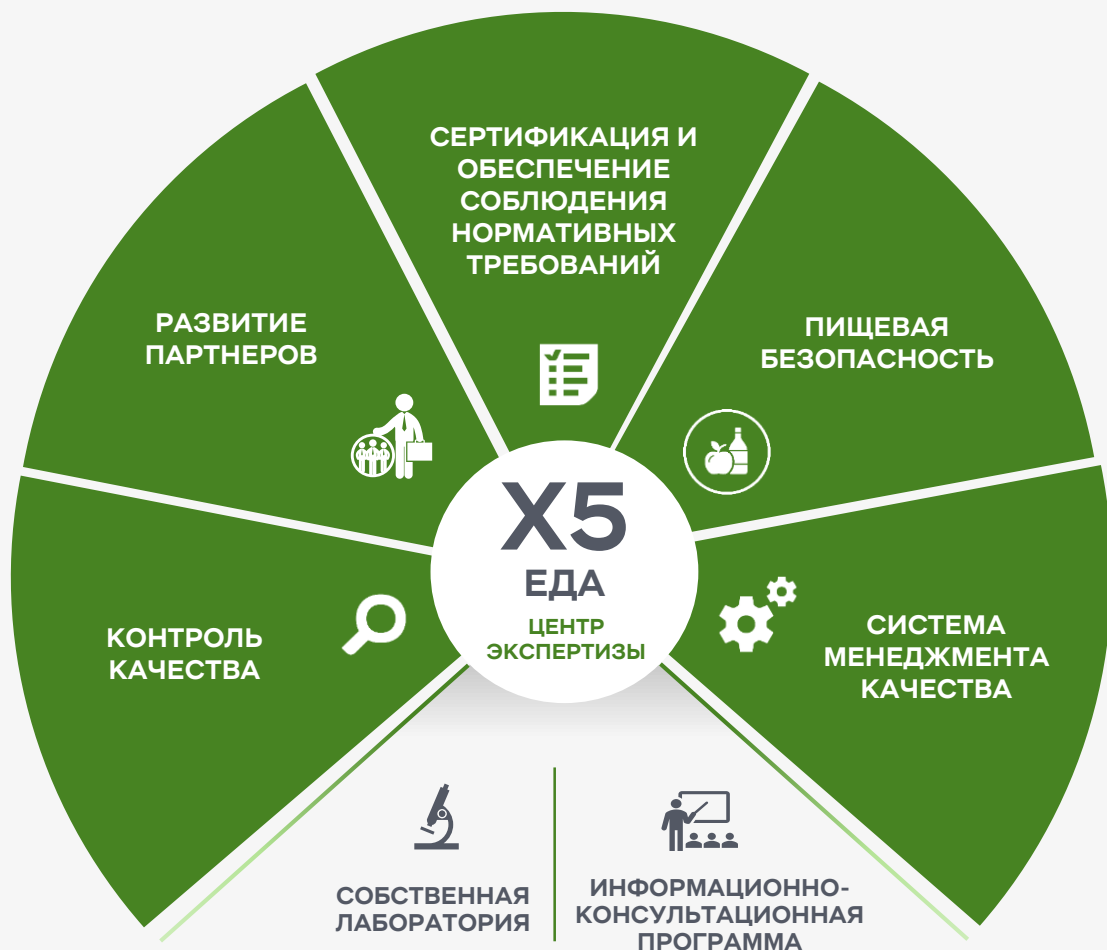 СЕРТИФИКАЦИЯ И
ОБЕСПЕЧЕНИЕ
СОБЛЮДЕНИЯ
НОРМАТИВНЫХ
ТРЕБОВАНИЙ
РАЗВИТИЕ
ПАРТНЕРОВ
ПИЩЕВАЯ
БЕЗОПАСНОСТЬ
X5
ЕДА
ЦЕНТР
ЭКСПЕРТИЗЫ
КОНТРОЛЬ
КАЧЕСТВА
СИСТЕМА
МЕНЕДЖМЕНТА
КАЧЕСТВА
СОБСТВЕННАЯ
ЛАБОРАТОРИЯ
ИНФОРМАЦИОННО-
КОНСУЛЬТАЦИОННАЯ
ПРОГРАММА